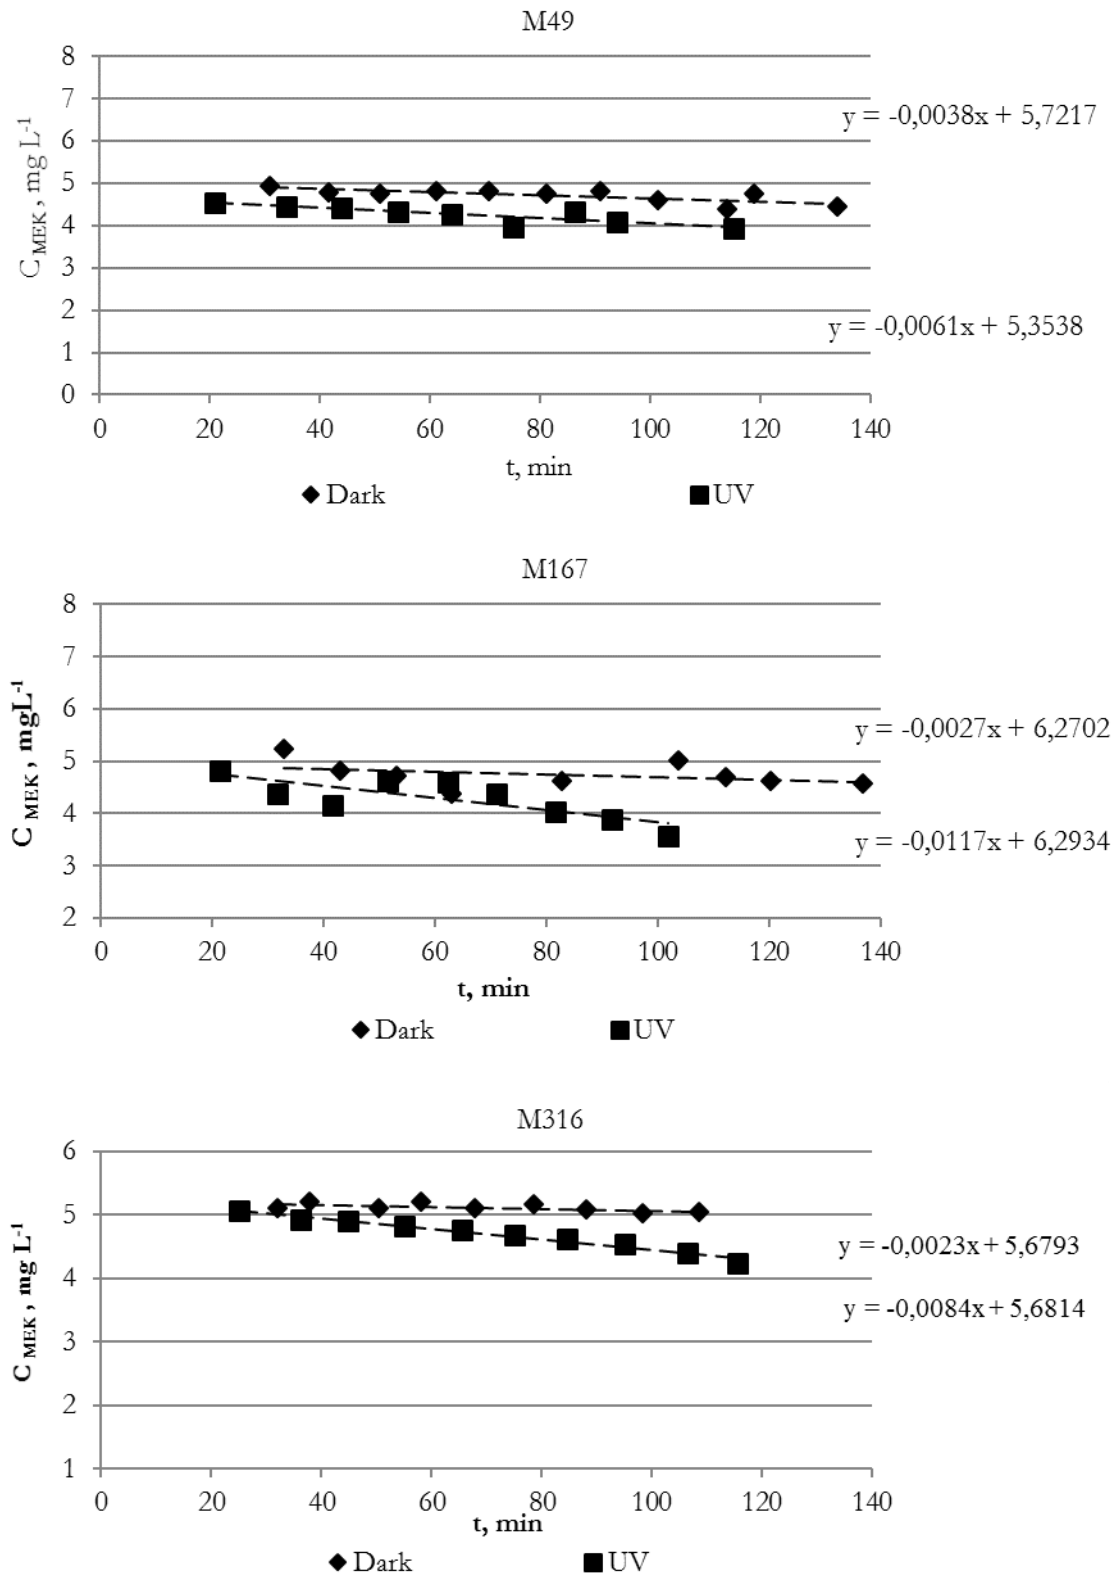 M49
8
7
6
5
4
3
2
1
0
C MEK , mg L-1
y = -0,0038x + 5,7217
y = -0,0061x + 5,3538
0 20 40 60 80 100 120 140
t, min
Dark UV
M167
8
7
6
5
4
3
2
C MEK , mgL-1
y = -0,0027x + 6,2702
y = -0,0117x + 6,2934
0 20 40 60 80 100 120 140
t, min
Dark UV
M316
6
5
4
3
2
1
C MEK , mg L-1
y = -0,0023x + 5,6793
y = -0,0084x + 5,6814
0 20 40 60 80 100 120 140
t, min
Dark UV